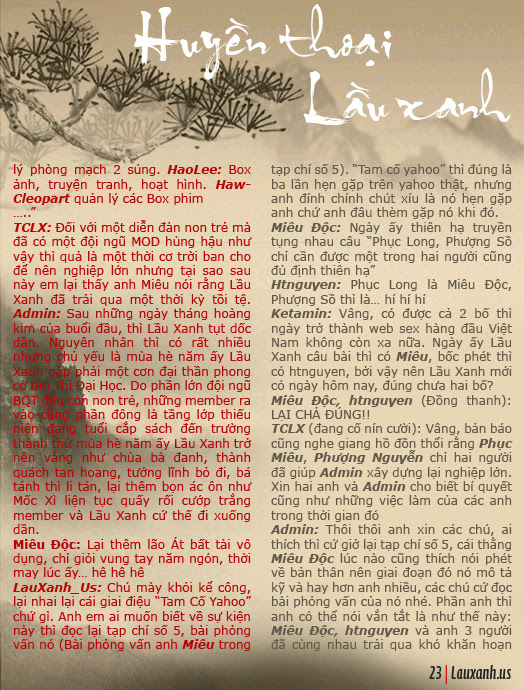 Huyền thoại
Lầu xanh
lý phòng mạch 2 súng. HaoLee: Box
ảnh, truyện tranh, hoạt hình. Haw-
Cleopart quản lý các Box phim
…..”
TCLX: Đối với một diễn đàn non trẻ mà
đã có một đội ngũ MOD hùng hậu như
vậy thì quả là một thời cơ trời ban cho
để nên nghiệp lớn nhưng tại sao sau
này em lại thấy anh Miêu nói rằng Lầu
Xanh đã trải qua một thời kỳ tồi tệ.
Admin: Sau những ngày tháng hoàng
kim của buổi đầu, thì Lầu Xanh tụt dốc
dần. Nguyên nhân thì có rất nhiều
nhưng chủ yếu là mùa hè năm ấy Lầu
Xanh gặp phải một cơn đại thần phong
có tên Thi Đại Học. Do phần lớn đội ngũ
BQT đều còn non trẻ, những member ra
vào cũng phần đông là tầng lớp thiếu
niên đang tuổi cắp sách đến trường
thành thử mùa hè năm ấy Lầu Xanh trở
nên vắng như chùa bà đanh, thành
quách tan hoang, tướng lĩnh bỏ đi, bá
tánh thì li tán, lại thêm bọn ác ôn như
Mốc Xì liện tục quấy rối cướp trắng
member và Lầu Xanh cứ thế đi xuống
dần.
Miêu Độc: Lại thêm lão Át bất tài vô
dụng, chỉ giỏi vung tay năm ngón, thời
may lúc ấy… hê hê hê
LauXanh_Us: Chú mày khỏi kể công,
lại nhai lại cái giai điệu “Tam Cố Yahoo”
chứ gì. Anh em ai muốn biết về sự kiện
này thì đọc lại tạp chí số 5, bài phỏng
vấn nó (Bài phỏng vấn anh Miêu trong
tạp chí số 5). “Tam cố yahoo” thì đúng là
ba lần hẹn gặp trên yahoo thật, nhưng
anh đính chính chút xíu là nó hẹn gặp
anh chứ anh đâu thèm gặp nó khi đó.
Miêu Độc: Ngày ấy thiên hạ truyền
tụng nhau câu “Phục Long, Phượng Sồ
chỉ cần được một trong hai người cũng
đủ định thiên hạ”
Htnguyen: Phục Long là Miêu Độc,
Phượng Sồ thì là… hí hí hí
Ketamin: Vâng, có được cả 2 bố thì
ngày trở thành web sex hàng đầu Việt
Nam không còn xa nữa. Ngày ấy Lầu
Xanh câu bài thì có Miêu, bốc phét thì
có htnguyen, bởi vậy nên Lầu Xanh mới
có ngày hôm nay, đúng chưa hai bố?
Miêu Độc, htnguyen (Đồng thanh):
LẠI CHẢ ĐÚNG!!
TCLX (đang cố nín cười): Vâng, bản báo
cũng nghe giang hồ đồn thổi rằng Phục
Miêu, Phượng Nguyễn chỉ hai người
đã giúp Admin xây dựng lại nghiệp lớn.
Xin hai anh và Admin cho biết bí quyết
cũng như những việc làm của các anh
trong thời gian đó
Admin: Thôi thôi anh xin các chú, ai
thích thì cứ giở lại tạp chí số 5, cái thằng
Miêu Độc lúc nào cũng thích nói phét
về bản thân nên giai đoạn đó nó mô tả
kỹ và hay hơn anh nhiều, các chú cứ đọc
bài phỏng vấn của nó nhé. Phần anh thì
anh có thể nói vắn tắt là như thế này:
Miêu Độc, htnguyen và anh 3 người
đã cùng nhau trải qua khó khăn hoạn
23 | Lauxanh.us